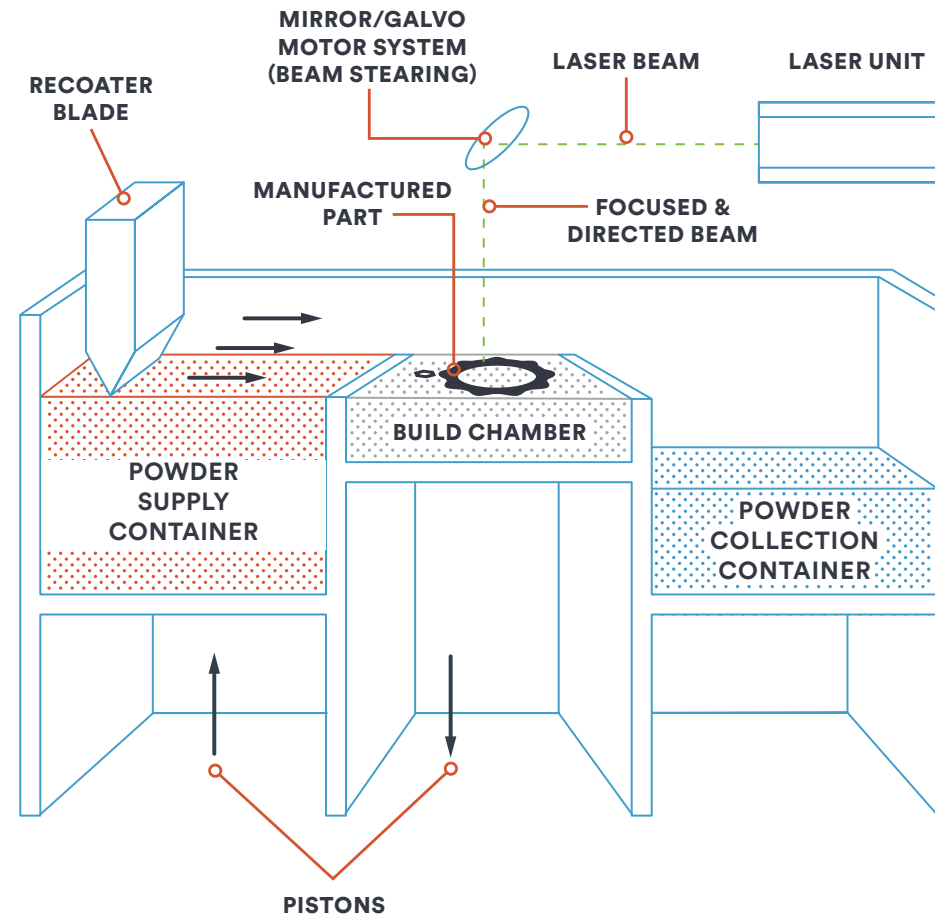 MIRROR/GALVO
MOTOR SYSTEM
(BEAM STEARING)
LASER BEAM
LASER UNIT
RECOATER
BLADE
MANUFACTURED
PART
FOCUSED &
DIRECTED BEAM
BUILD CHAMBER
POWDER
SUPPLY
CONTAINER
POWDER
COLLECTION
CONTAINER
PISTONS